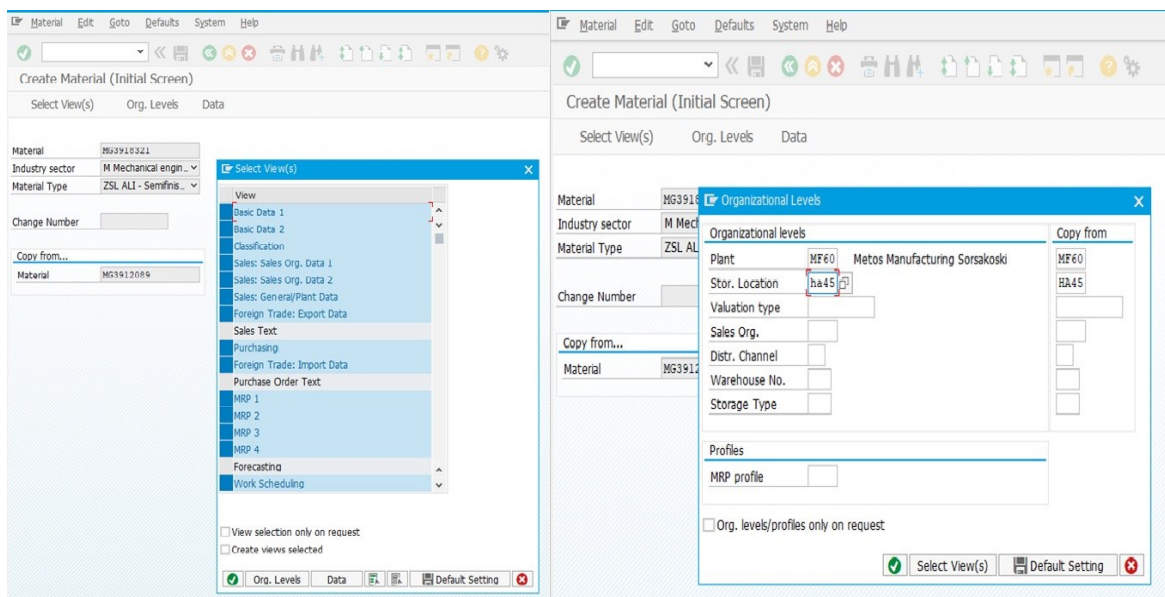 Material Edit Goto Defaults System Help
Create Material (Initial Screen)
Select View(s) Org. Levels Data
Material MG3918321
Industry sector M Mechanical engin..
Material Type ZSL ALI - Semifinis..
Change Number
Copy from...
Material MG3912089
Select View(s)
View
Basic Data 1
Basic Data 2
Classification
Sales: Sales Org. Data 1
Sales: Sales Org. Data 2
Sales: General/Plant Data
Foreign Trade: Export Data
Sales Text
Purchasing
Foreign Trade: Import Data
Purchase Order Text
MRP 1
MRP 2
MRP 3
MRP 4
Forecasting
Work Scheduling
View selection only on request
Create views selected
Org. Levels Data Default Setting
Material Edit Goto Defaults System Help
Create Material (Initial Screen)
Select View(s) Org. Levels Data
Material MG3918
Industry sector M Mech
Material Type ZSL AL
Change Number
Copy from...
Material MG3912
Organizational Levels
Organizational levels Copy from
Plant MF60 Metos Manufacturing Sorsakoski MF60
Stor. Location ha45 HA45
Valuation type
Sales Org.
Distr. Channel
Warehouse No.
Storage Type
Profiles
MRP profile
Org. levels/profiles only on request
Select View(s) Default Setting